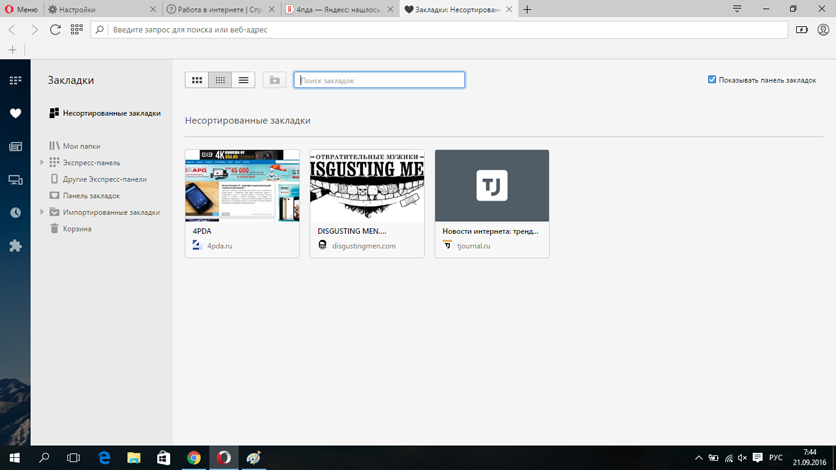 Меню
Настройки
Работа в интернете | Спр
4пда — Яндекс: нашлось
Закладки: Несортирован
Введите запрос для поиска или веб-адрес
Закладки
Несортированные закладки
Мои папки
Экспресс-панель
Другие Экспресс-панели
Панель закладок
Импортированные закладки
Корзина
Поиск закладок
Показывать панель закладок
Несортированные закладки
4PDA
4pda.ru
ОТВРАТИТЕЛЬНЫЕ МУЖИКИ
ISGUSTING ME
DISGUSTING MEN....
disgustingmen.com
TJ
Новости интернета: тренд...
tjournal.ru
РУС
7:44
21.09.2016